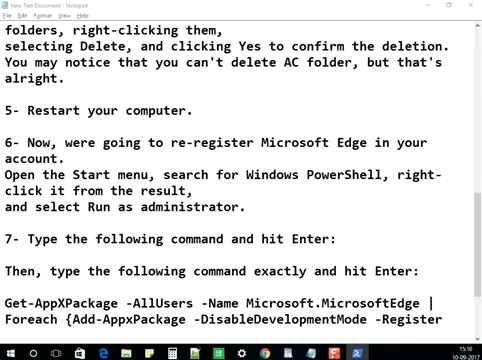 New Text Document - Notepad
File Edit Format View Help
folders, right-clicking them,
selecting Delete, and clicking Yes to confirm the deletion.
You may notice that you can't delete AC folder, but that's
alright.
5- Restart your computer.
6- Now, were going to re-register Microsoft Edge in your
account.
Open the Start menu, search for Windows PowerShell, right-
click it from the result,
and select Run as administrator.
7- Type the following command and hit Enter:
Then, type the following command exactly and hit Enter:
Get-AppXPackage -AllUsers -Name Microsoft.MicrosoftEdge |
Foreach {Add-AppxPackage -DisableDevelopmentMode -Register
15:10
10-09-2017